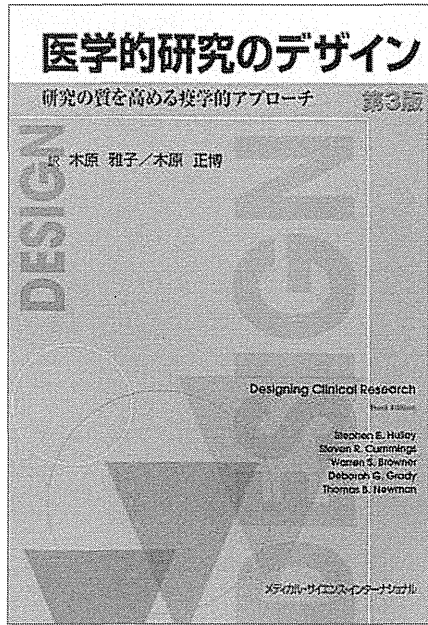 医学的研究のデザイン
研究の質を高める疫学的アプローチ
第3版
訳 木原 雅子／木原 正博
DESIGN
DESIGN
Designing Clinical Research
Third Edition
Stephen B. Hulley
Steven R. Cummings
Warren S. Browner
Deborah G. Grady
Thomas B. Newman
メディカル・サイエンス・インターナショナル